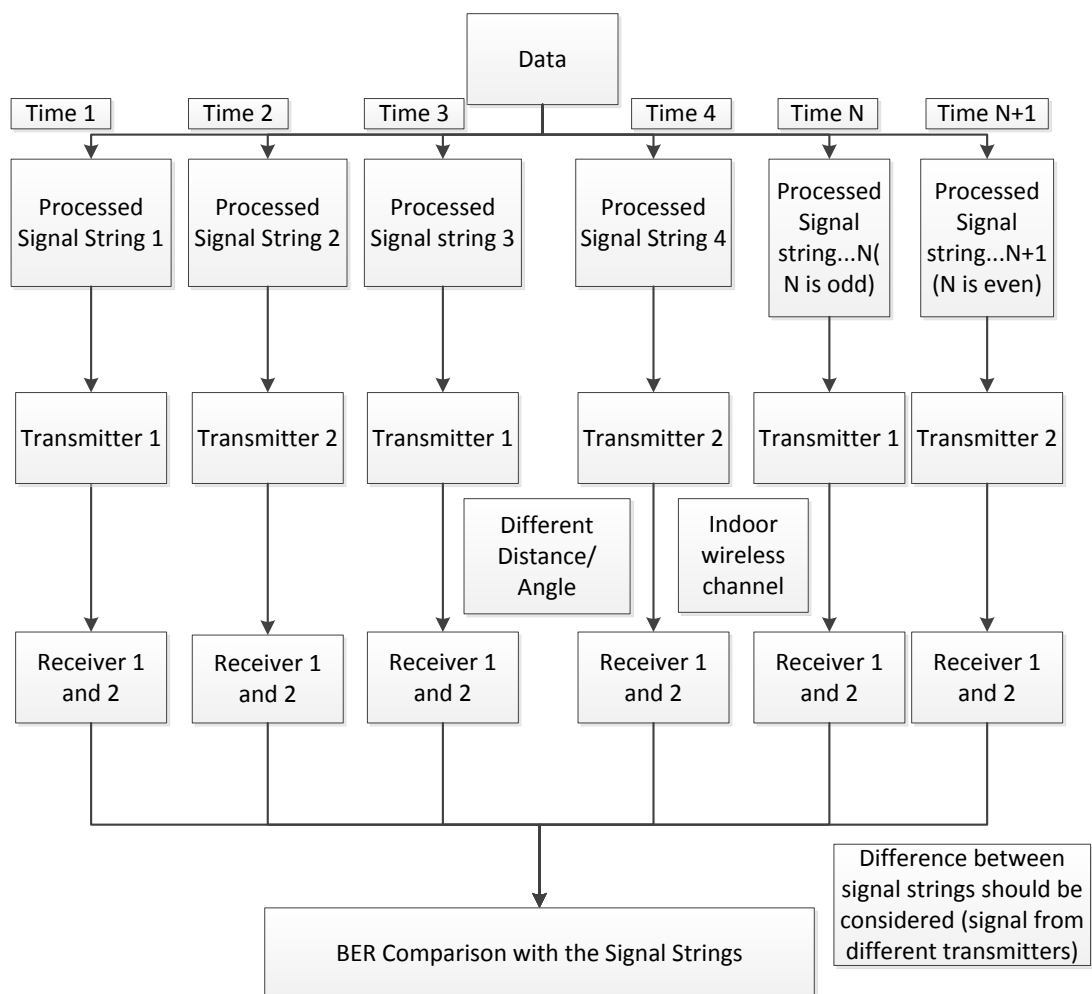 Data
Time 1
Time 2
Time 3
Time 4
Time N
Time N+1
Processed
Signal String 1
Processed
Signal String 2
Processed
Signal string 3
Processed
Signal String 4
Processed
Signal
string...N(
N is odd)
Processed
Signal
string...N+1
(N is even)
Transmitter 1
Transmitter 2
Transmitter 1
Transmitter 2
Transmitter 1
Transmitter 2
Different
Distance/
Angle
Indoor
wireless
channel
Receiver 1
and 2
Receiver 1
and 2
Receiver 1
and 2
Receiver 1
and 2
Receiver 1
and 2
Receiver 1
and 2
Difference between
signal strings should be
considered (signal from
different transmitters)
BER Comparison with the Signal Strings